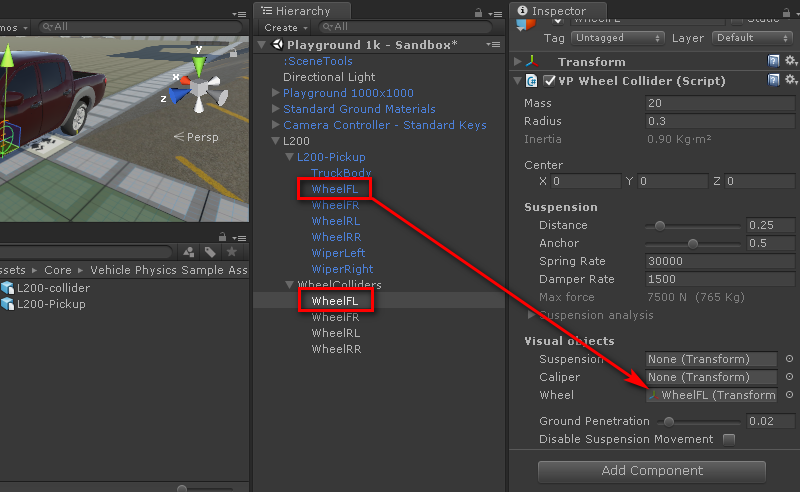 mos
All
y
x
z
Persp
ssets ▸ Core ▸ Vehicle Physics Sample Ass
L200-collider
L200-Pickup
Hierarchy
Create
All
Playground 1k - Sandbox*
:SceneTools
Directional Light
Playground 1000x1000
Standard Ground Materials
Camera Controller - Standard Keys
L200
L200-Pickup
TruckBody
WheelFL
WheelFR
WheelRL
WheelRR
WiperLeft
WiperRight
WheelColliders
WheelFL
WheelFR
WheelRL
WheelRR
Inspector
WheelFL Static
Tag Untagged Layer Default
Transform
VP Wheel Collider (Script)
Mass 20
Radius 0.3
Inertia 0.90 Kg·m²
Center
X 0 Y 0 Z 0
Suspension
Distance 0.25
Anchor 0.5
Spring Rate 30000
Damper Rate 1500
Max force 7500 N (765 Kg)
Suspension analysis
Visual objects
Suspension None (Transform)
Caliper None (Transform)
Wheel WheelFL (Transform
Ground Penetration 0.02
Disable Suspension Movement
Add Component